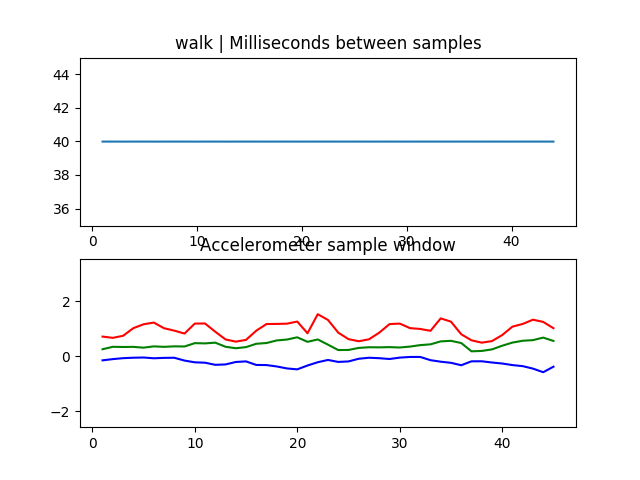 walk | Milliseconds between samples
44
42
40
38
36
0 10 20 30 40
Accelerometer sample window
2
0
−2
0 10 20 30 40